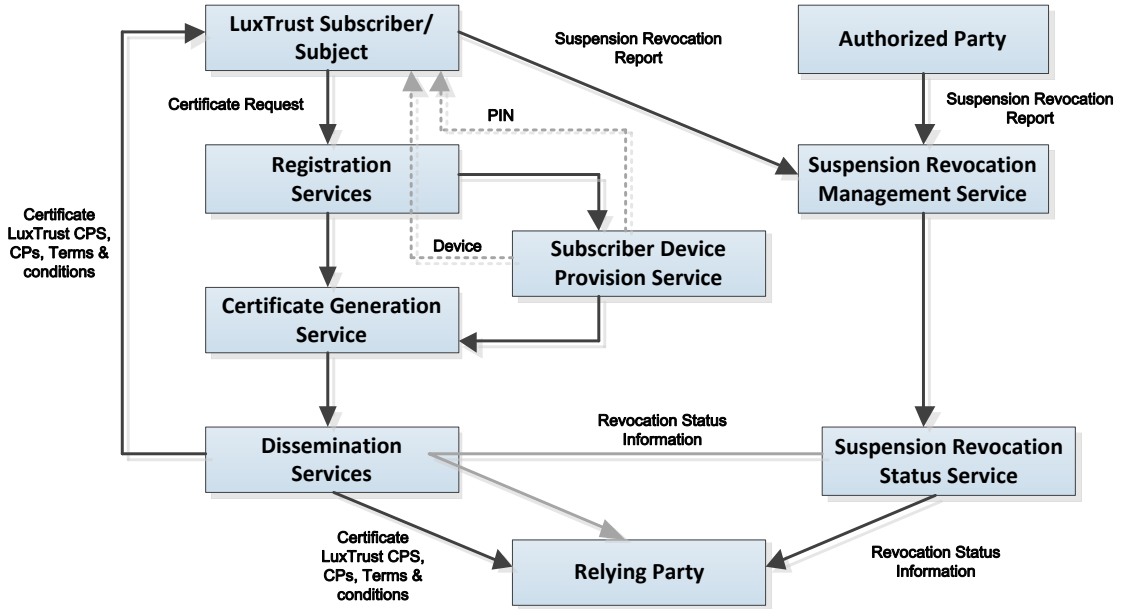 LuxTrust Subscriber/
Subject
Suspension Revocation
Report
Authorized Party
Certificate Request
PIN
Suspension Revocation
Report
Registration
Services
Suspension Revocation
Management Service
Certificate
LuxTrust CPS,
CPs, Terms &
conditions
Device
Subscriber Device
Provision Service
Certificate Generation
Service
Dissemination
Services
Revocation Status
Information
Suspension Revocation
Status Service
Certificate
LuxTrust CPS,
CPs, Terms &
conditions
Relying Party
Revocation Status
Information